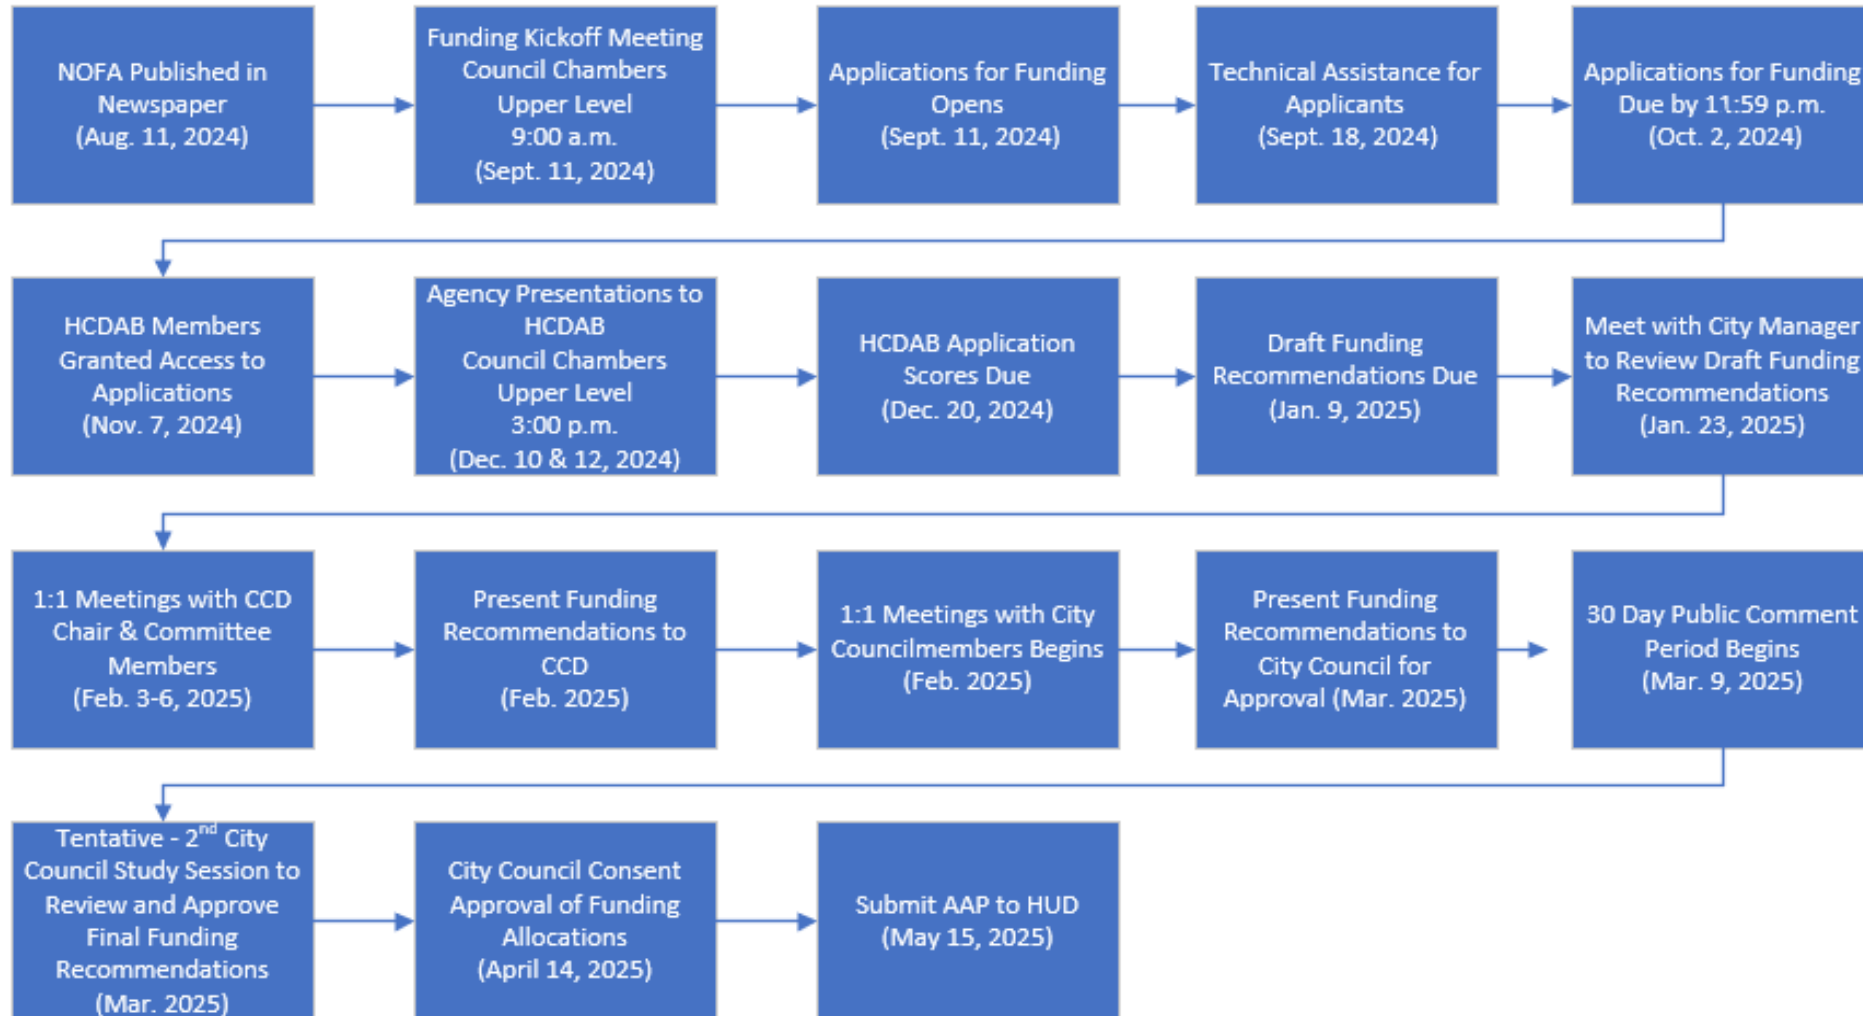 NOFA Published in
Newspaper
(Aug. 11, 2024)
Funding Kickoff Meeting
Council Chambers
Upper Level
9:00 a.m.
(Sept. 11, 2024)
Applications for Funding
Opens
(Sept. 11, 2024)
Technical Assistance for
Applicants
(Sept. 18, 2024)
Applications for Funding
Due by 11:59 p.m.
(Oct. 2, 2024)
HCDAB Members
Granted Access to
Applications
(Nov. 7, 2024)
Agency Presentations to
HCDAB
Council Chambers
Upper Level
3:00 p.m.
(Dec. 10 & 12, 2024)
HCDAB Application
Scores Due
(Dec. 20, 2024)
Draft Funding
Recommendations Due
(Jan. 9, 2025)
Meet with City Manager
to Review Draft Funding
Recommendations
(Jan. 23, 2025)
1:1 Meetings with CCD
Chair & Committee
Members
(Feb. 3-6, 2025)
Present Funding
Recommendations to
CCD
(Feb. 2025)
1:1 Meetings with City
Councilmembers Begins
(Feb. 2025)
Present Funding
Recommendations to
City Council for
Approval (Mar. 2025)
30 Day Public Comment
Period Begins
(Mar. 9, 2025)
Tentative - 2nd City
Council Study Session to
Review and Approve
Final Funding
Recommendations
(Mar. 2025)
City Council Consent
Approval of Funding
Allocations
(April 14, 2025)
Submit AAP to HUD
(May 15, 2025)